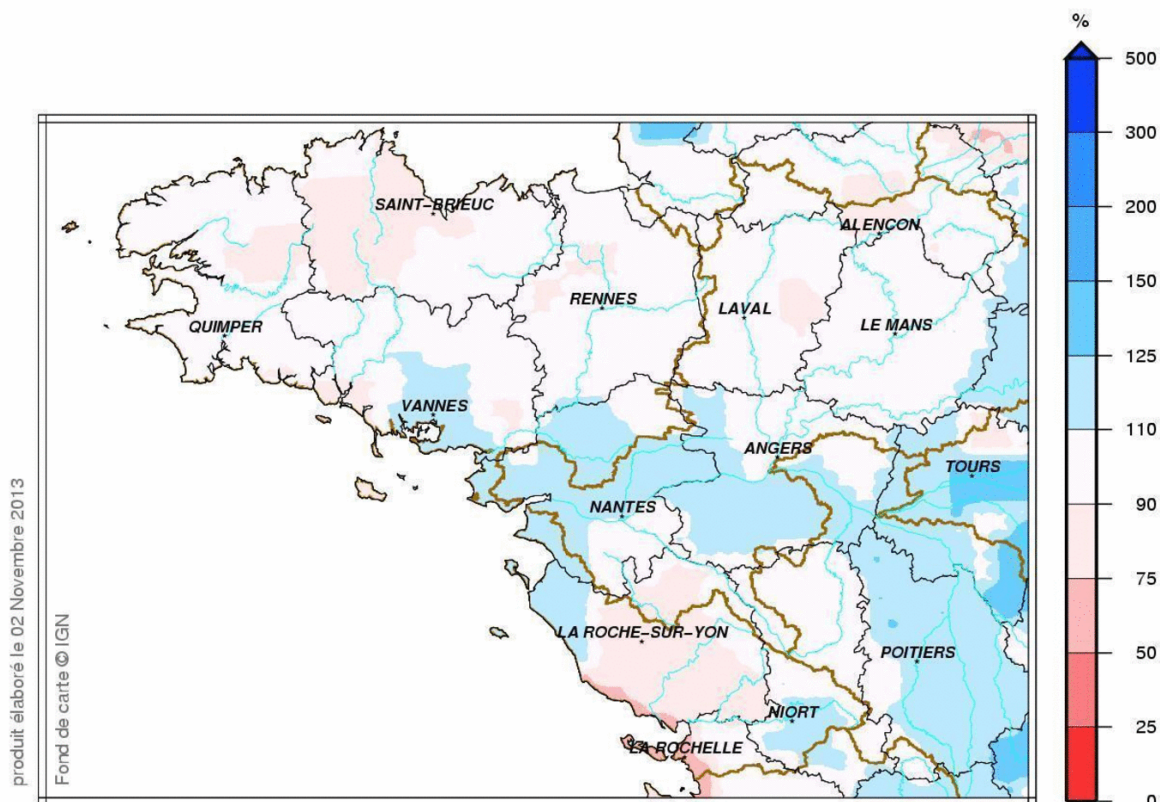 %
500
300
200
150
125
110
90
75
50
25
0
SAINT-BRIEUC
ALENCON
RENNES
LAVAL
LE MANS
QUIMPER
VANNES
ANGERS
TOURS
NANTES
LA ROCHE-SUR-YON
POITIERS
NIORT
LA ROCHELLE
produit élaboré le 02 Novembre 2013
Fond de carte © IGN